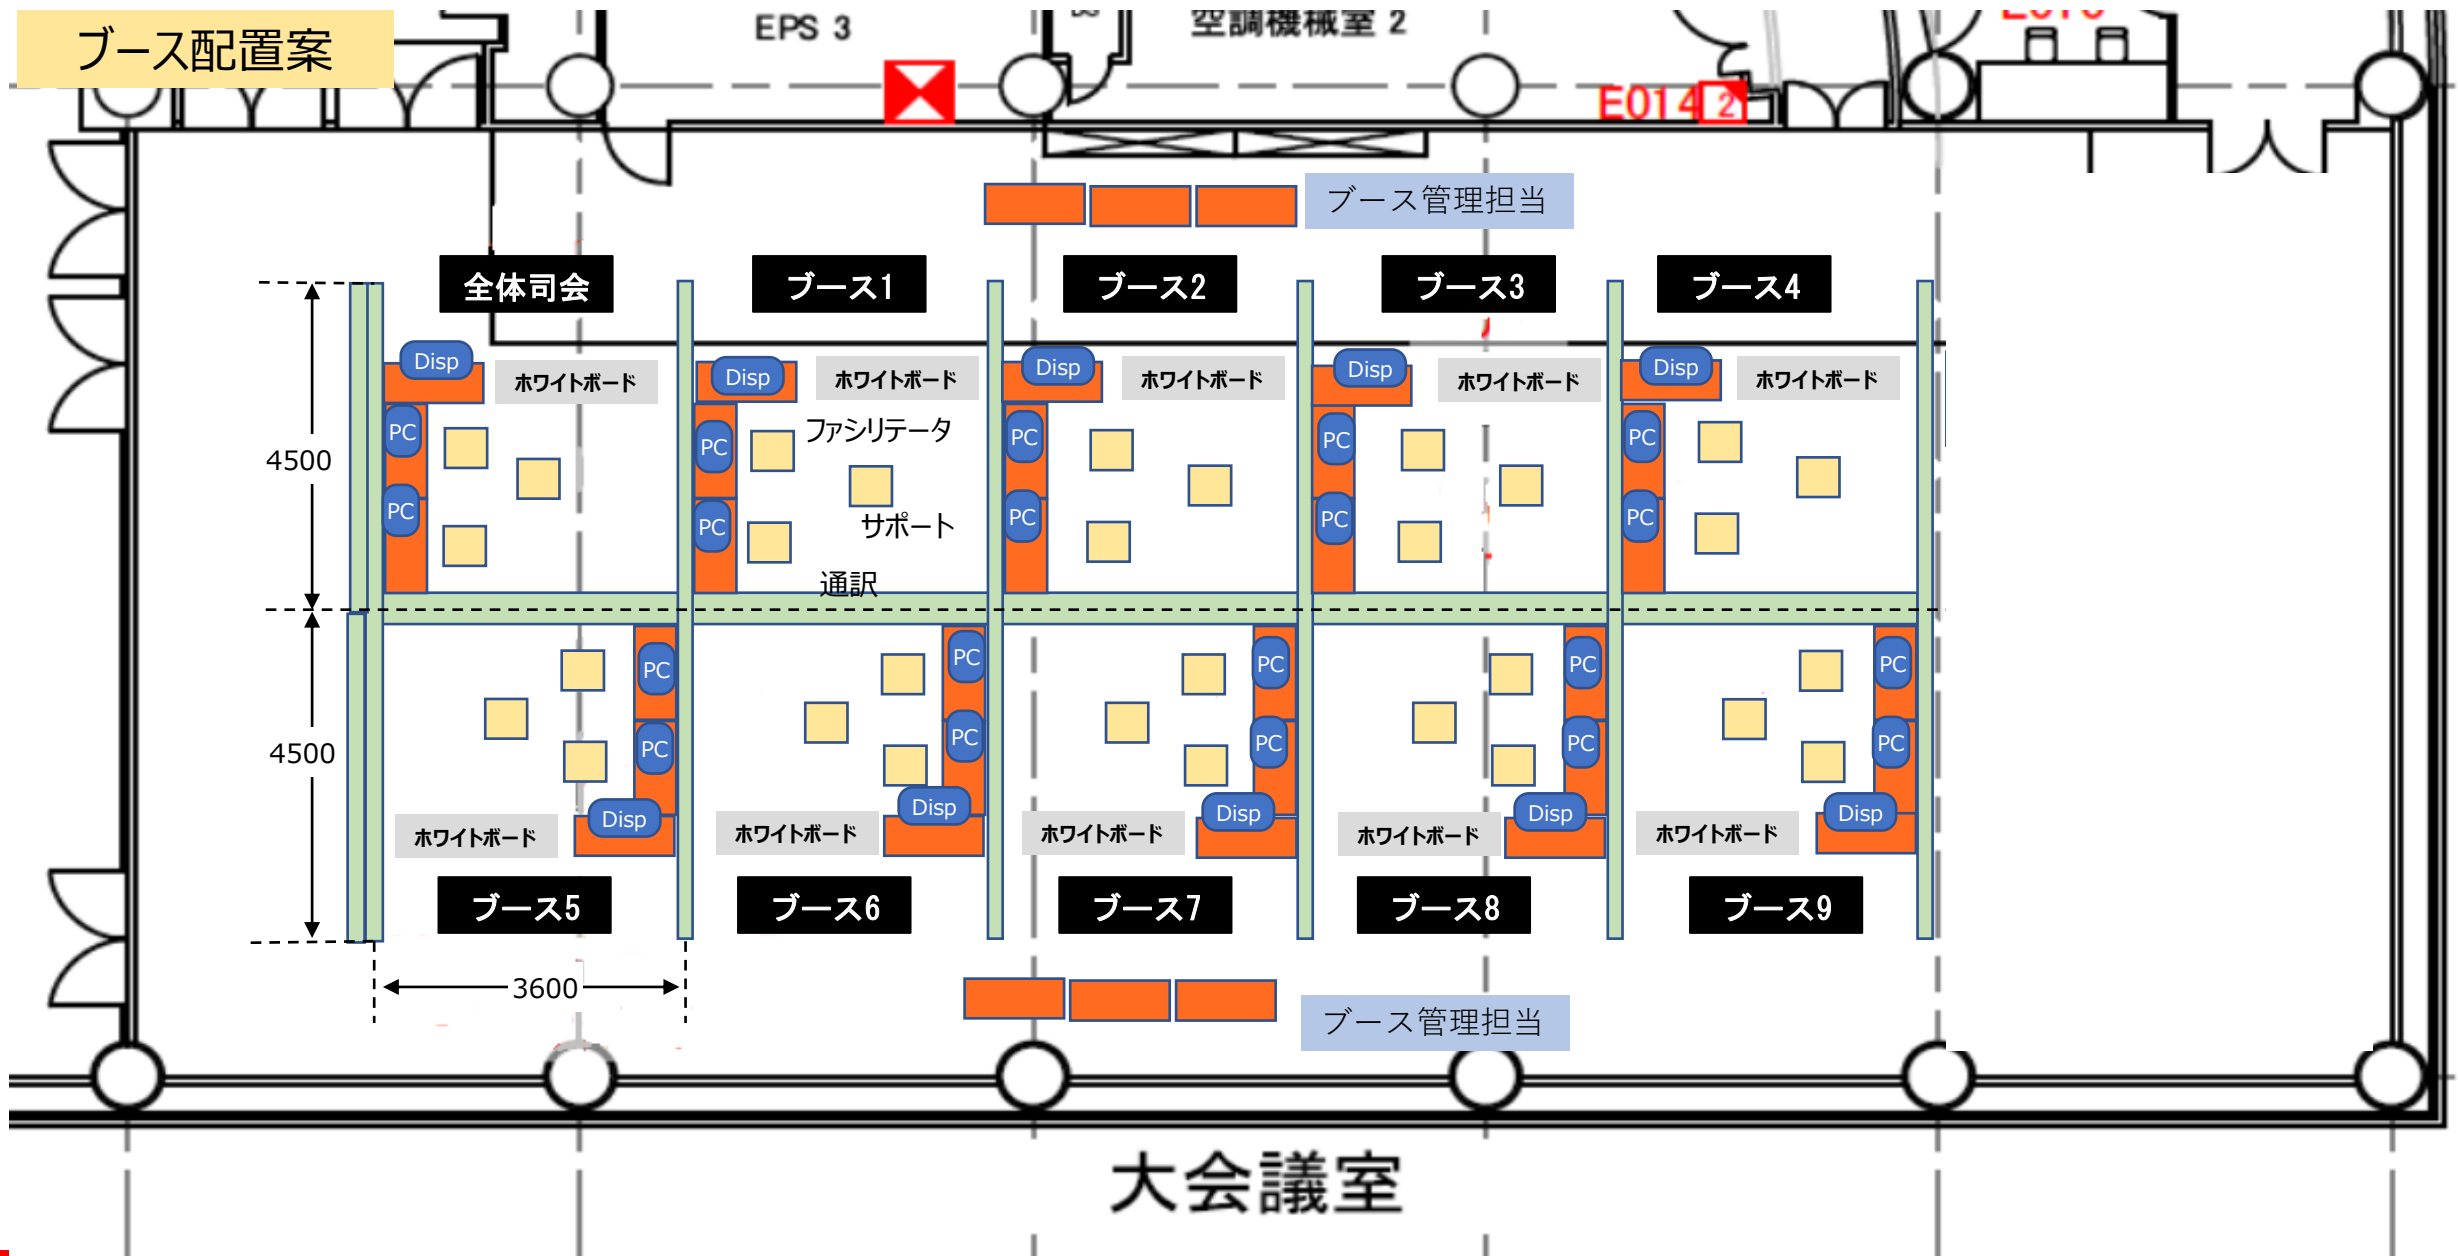 ブース配置案
EPS 3
空調機械室 2
E014 2
ブース管理担当
全体司会
ブース1
ブース2
ブース3
ブース4
Disp
ホワイトボード
Disp
ホワイトボード
Disp
ホワイトボード
Disp
ホワイトボード
Disp
ホワイトボード
PC
PC
PC
PC
PC
ファシリテータ
4500
PC
PC
PC
PC
PC
サポート
通訳
PC
PC
PC
PC
PC
4500
PC
PC
PC
PC
PC
ホワイトボード
Disp
ホワイトボード
Disp
ホワイトボード
Disp
ホワイトボード
Disp
ホワイトボード
Disp
ブース5
ブース6
ブース7
ブース8
ブース9
3600
ブース管理担当
大会議室